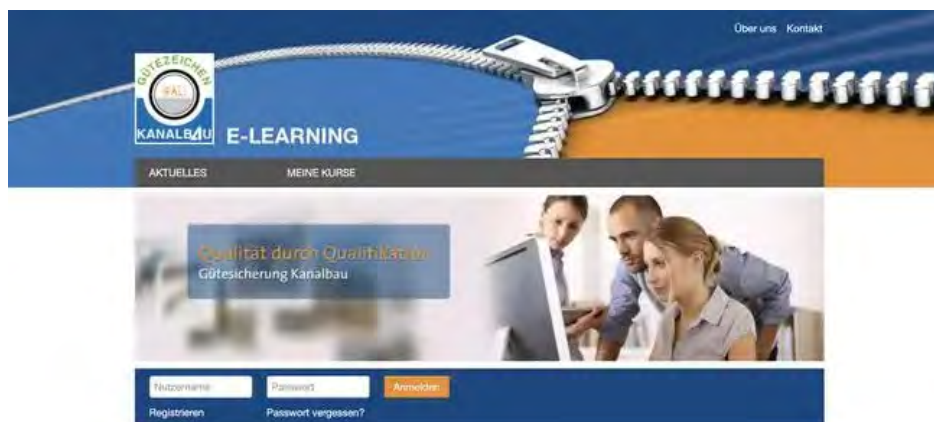 Über uns Kontakt
GÜTEZEICHEN
RAL
KANALBAU
E-LEARNING
AKTUELLES MEINE KURSE
Qualität durch Qualifikation
Gütesicherung Kanalbau
Nutzername Passwort Anmelden
Registrieren Passwort vergessen?